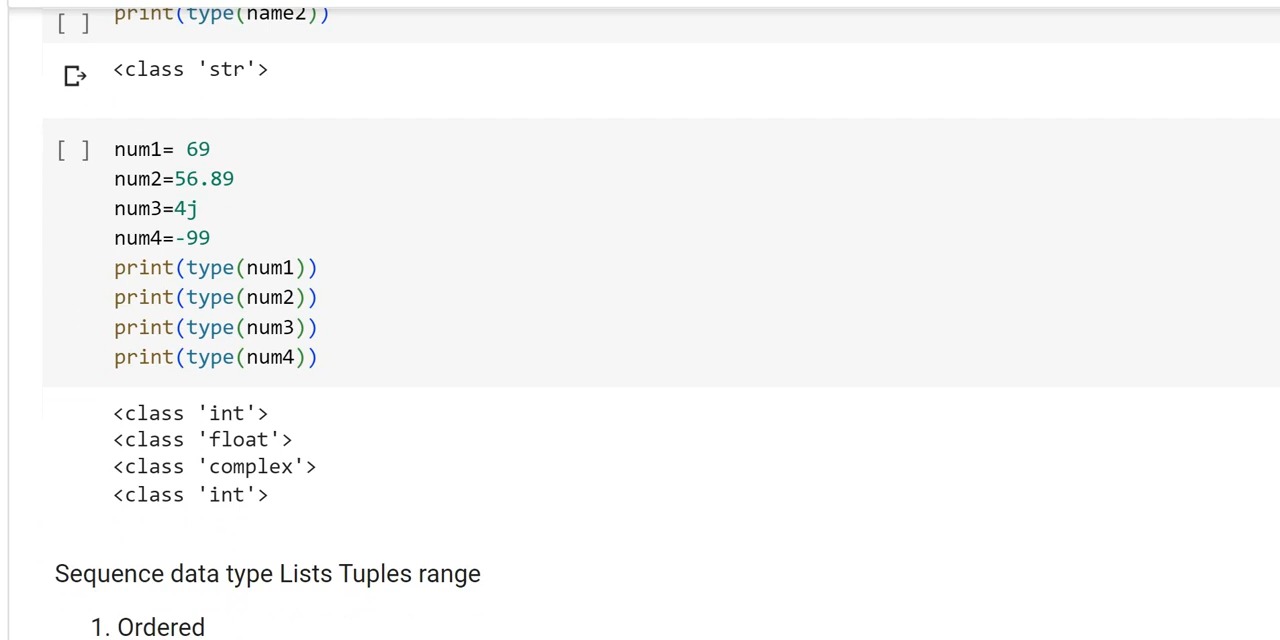 [ ] print(type(name2))
<class 'str'>
[ ] num1= 69
num2=56.89
num3=4j
num4=-99
print(type(num1))
print(type(num2))
print(type(num3))
print(type(num4))
<class 'int'>
<class 'float'>
<class 'complex'>
<class 'int'>
Sequence data type Lists Tuples range
1. Ordered